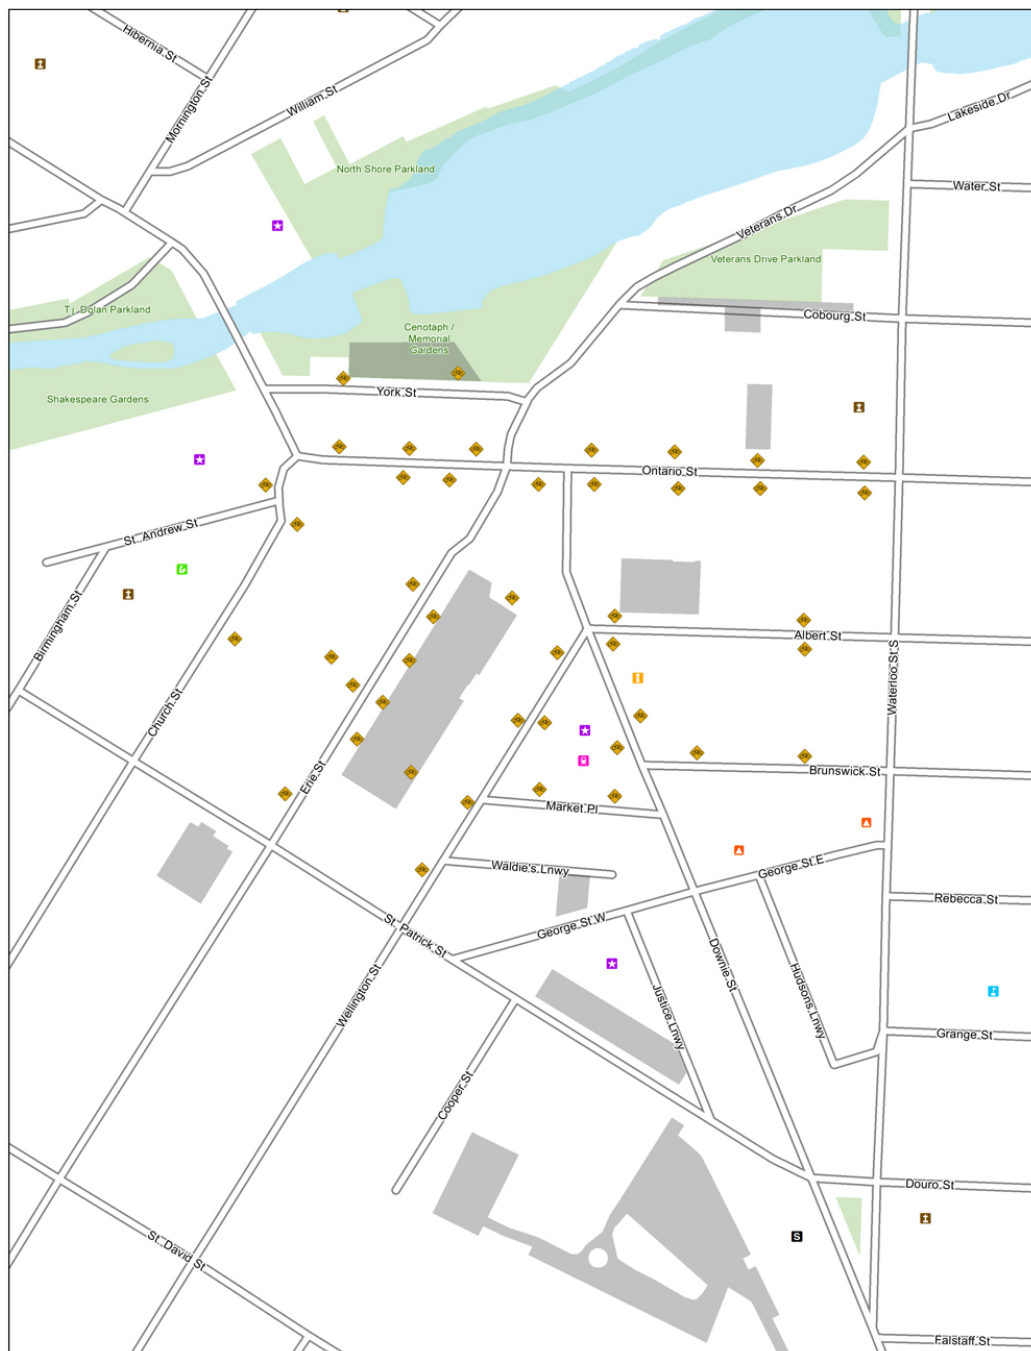 Hibernia St
Mornington St
William St
Lakeside Dr
North Shore Parkland
Water St
Veterans Dr
Veterans Drive Parkland
T.j. Dolan Parkland
Cobourg St
Cenotaph /
Memorial
Gardens
York St
Shakespeare Gardens
Ontario St
St. Andrew St
Birmingham St
Albert St
Waterloo St S
Church St
Erie St
Brunswick St
Market Pl
Waldie's Lnwy
George St E
Rebecca St
George St W
St. Patrick St
Downie St
Hudsons Lnwy
Wellington St
Justice Lnwy
Grange St
Cooper St
Douro St
S
St. David St
Falstaff St